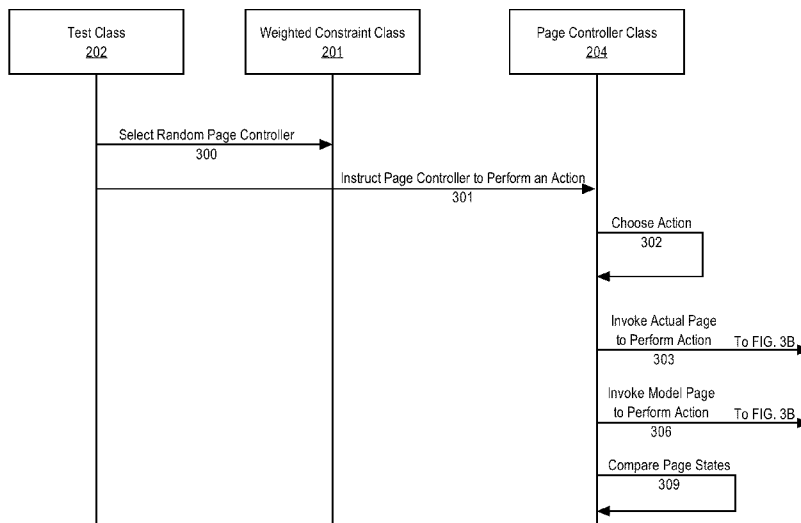 Test Class
202
Weighted Constraint Class
201
Page Controller Class
204
Select Random Page Controller
300
Instruct Page Controller to Perform an Action
301
Choose Action
302
Invoke Actual Page
to Perform Action
To FIG. 3B
303
Invoke Model Page
to Perform Action
To FIG. 3B
306
Compare Page States
309